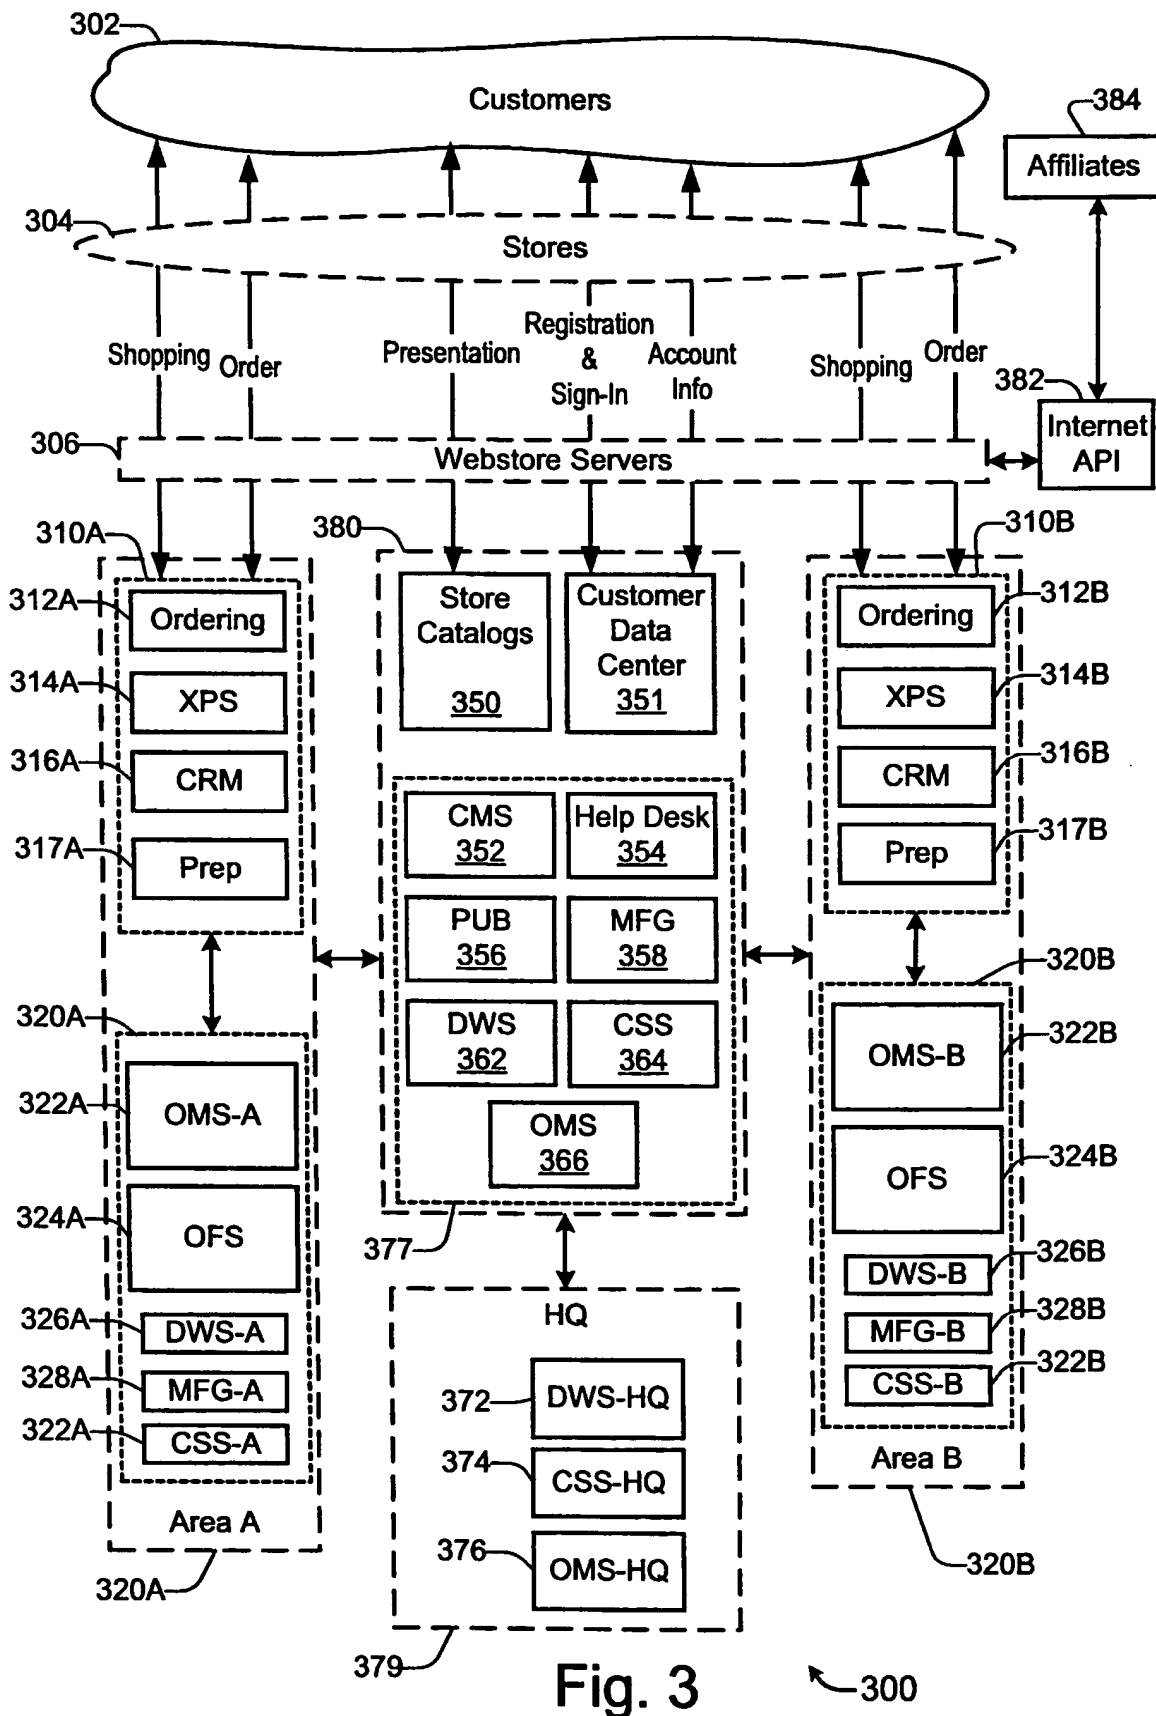 302
Customers
384
Affiliates
304
Stores
Shopping
Order
Presentation
Registration
&
Sign-In
Account
Info
Shopping
Order
382
Internet
API
306
Webstore Servers
310A
380
310B
312A
Ordering
Store
Catalogs
350
Customer
Data
Center
351
Ordering
312B
314A
XPS
XPS
314B
316A
CRM
CRM
316B
317A
Prep
CMS
352
Help Desk
354
Prep
317B
PUB
356
MFG
358
320A
320B
DWS
362
CSS
364
322A
OMS-A
OMS-B
322B
OMS
366
324A
OFS
OFS
324B
377
326A
DWS-A
HQ
DWS-B
326B
328A
MFG-A
MFG-B
328B
322A
CSS-A
372
DWS-HQ
CSS-B
322B
374
CSS-HQ
Area B
Area A
376
OMS-HQ
320A
320B
379
Fig. 3
300